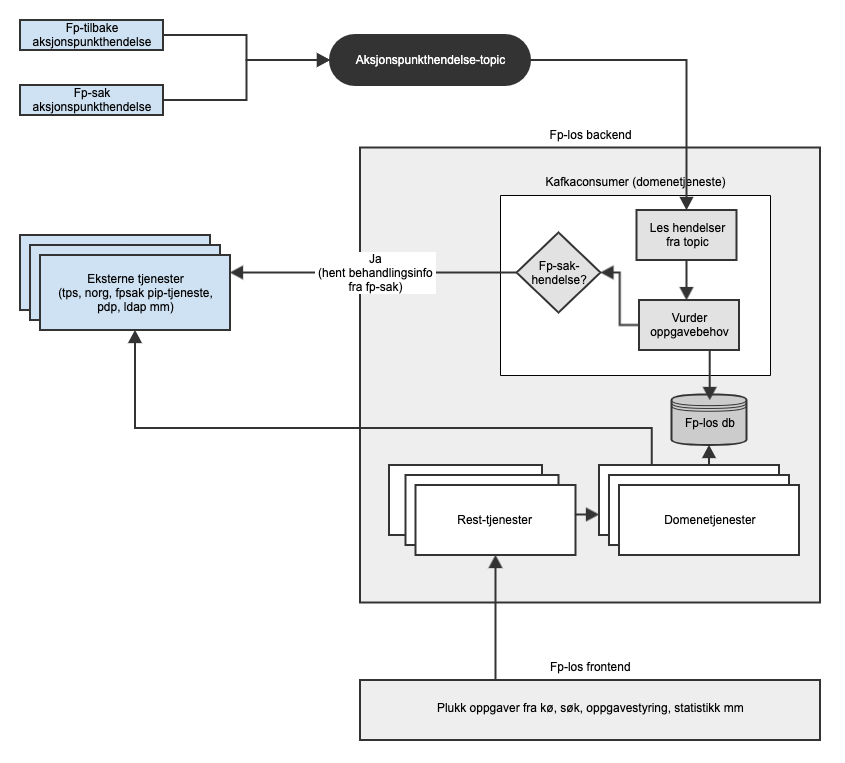 Fp-tilbake
aksjonspunkthendelse
Aksjonspunkthendelse-topic
Fp-sak
aksjonspunkthendelse
Fp-los backend
Kafkaconsumer (domenetjeneste)
Les hendelser
fra topic
Ja
(hent behandlingsinfo
fra fp-sak)
Fp-sak-
hendelse?
Eksterne tjenester
(tps, norg, fpsak pip-tjeneste,
pdp, ldap mm)
Vurder
oppgavebehov
Fp-los db
Rest-tjenester
Domenetjenester
Fp-los frontend
Plukk oppgaver fra kø, søk, oppgavestyring, statistikk mm